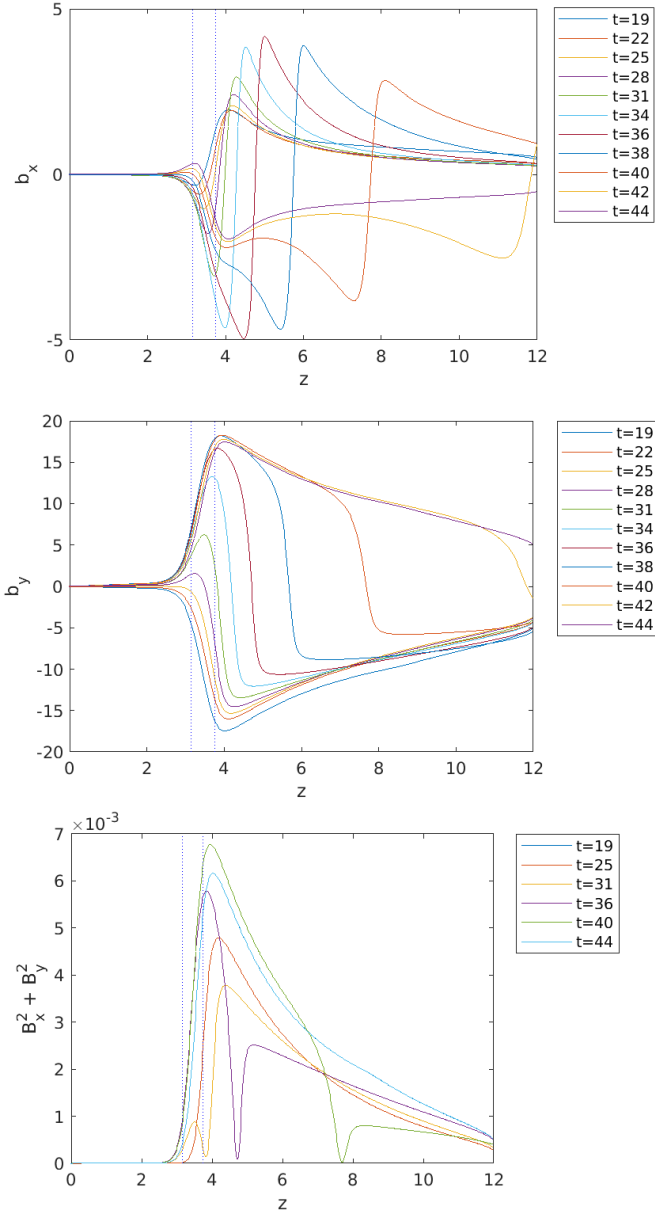 5
0
-5
b_x
0
2
4
6
8
10
12
z
t=19
t=22
t=25
t=28
t=31
t=34
t=36
t=38
t=40
t=42
t=44
20
15
10
5
0
-5
-10
-15
-20
b_y
0
2
4
6
8
10
12
z
t=19
t=22
t=25
t=28
t=31
t=34
t=36
t=38
t=40
t=42
t=44
×10^-3
7
6
5
4
3
2
1
0
B_x^2 + B_y^2
0
2
4
6
8
10
12
z
t=19
t=25
t=31
t=36
t=40
t=44